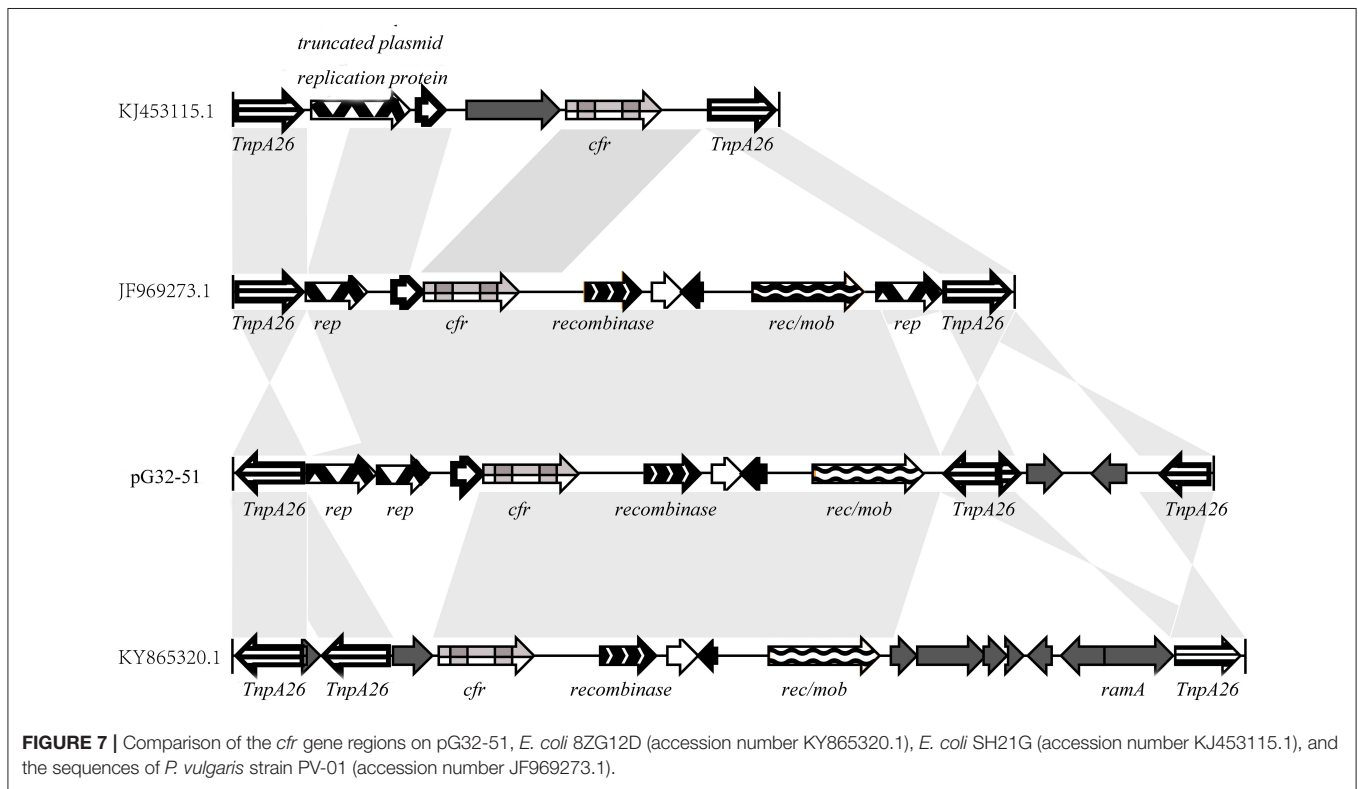 truncated plasmid
replication protein
KJ453115.1
TnpA26 cfr TnpA26
JF969273.1
TnpA26 rep cfr recombinase rec/mob rep TnpA26
pG32-51
TnpA26 rep rep cfr recombinase rec/mob TnpA26 TnpA26
KY865320.1
TnpA26 TnpA26 cfr recombinase rec/mob ramA TnpA26
FIGURE 7 | Comparison of the cfr gene regions on pG32-51, E. coli 8ZG12D (accession number KY865320.1), E. coli SH21G (accession number KJ453115.1), and
the sequences of P. vulgaris strain PV-01 (accession number JF969273.1).